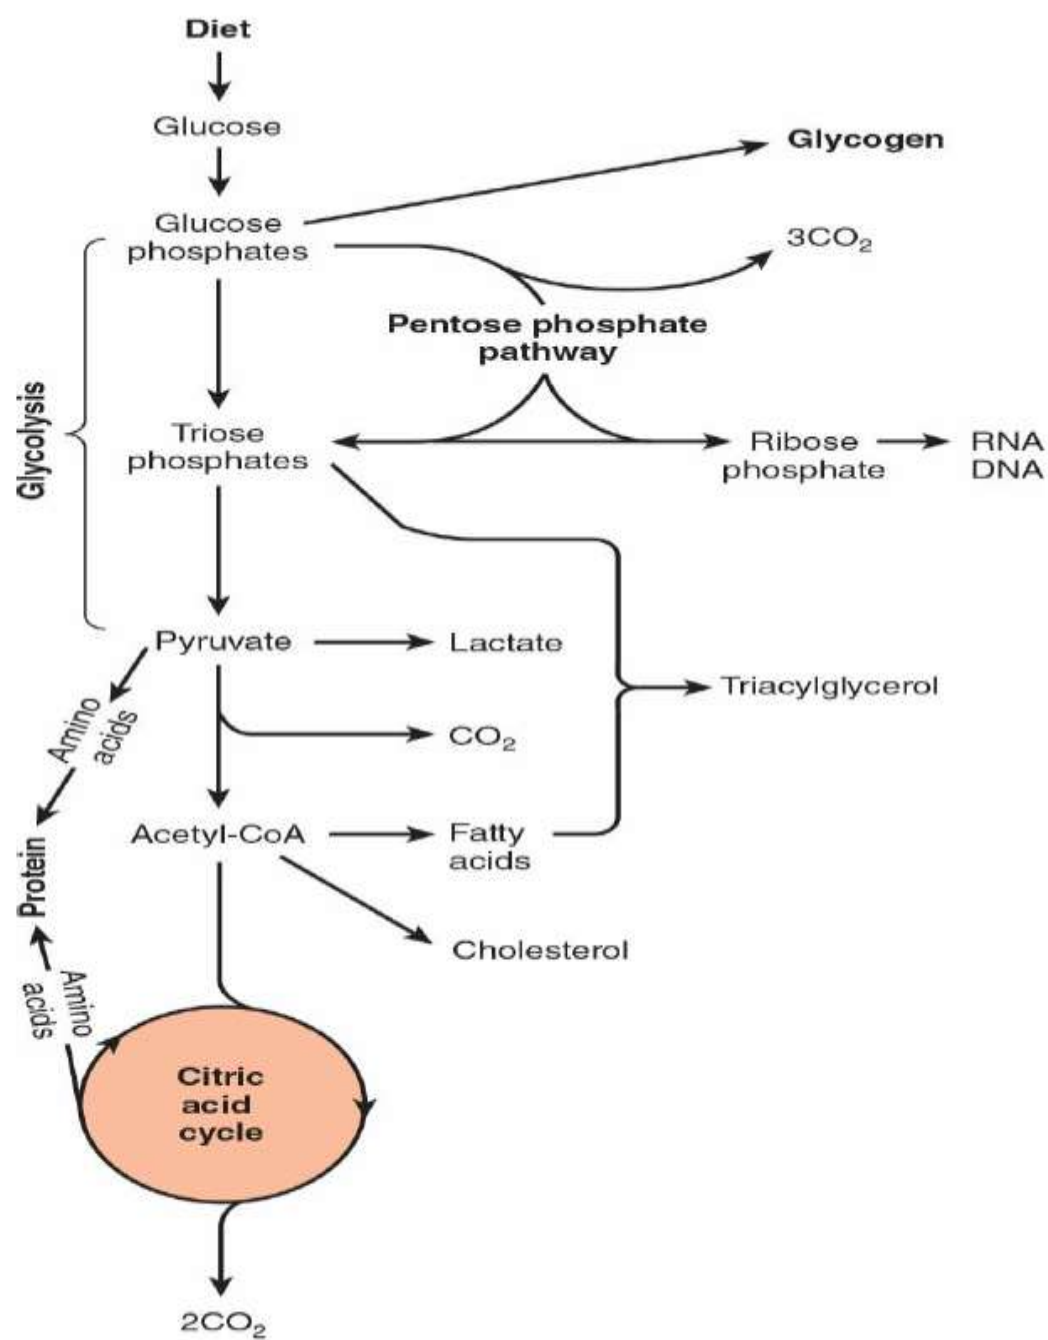 Diet
Glucose
Glycogen
Glucose
phosphates
3CO₂
Pentose phosphate
pathway
Glycolysis
Triose
phosphates
Ribose
phosphate
RNA
DNA
Pyruvate
Lactate
Triacylglycerol
Amino
acids
CO₂
Acetyl-CoA
Fatty
acids
Protein
Cholesterol
Amino
acids
Citric
acid
cycle
2CO₂